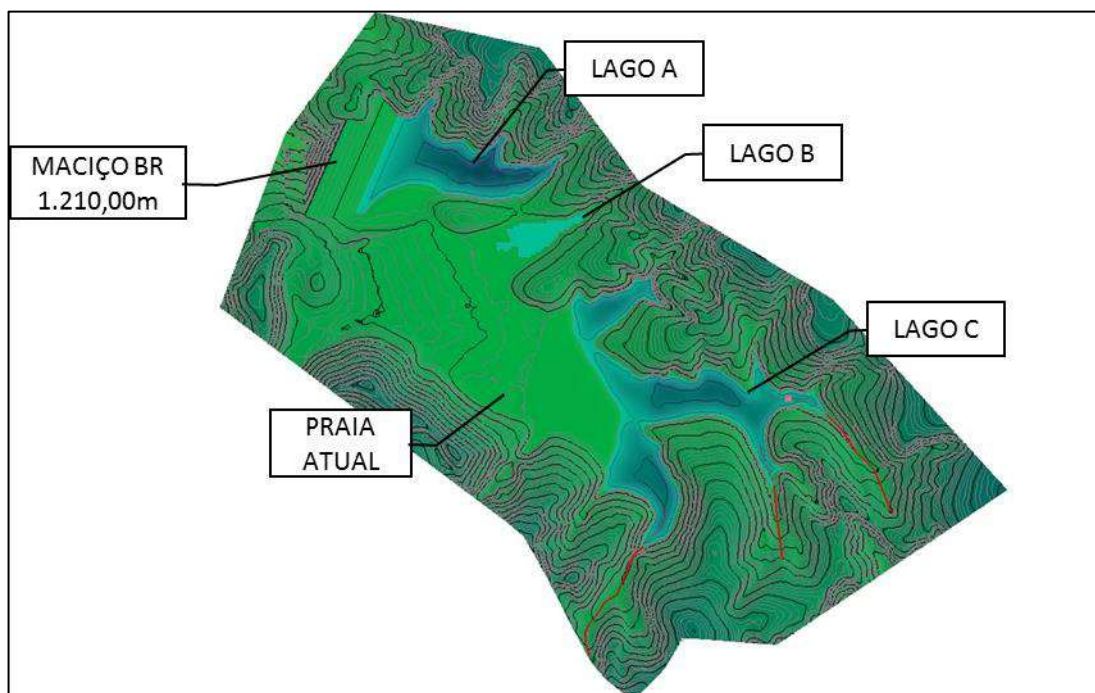 LAGO A
LAGO B
MACIÇO BR
1.210,00m
LAGO C
PRAIA
ATUAL